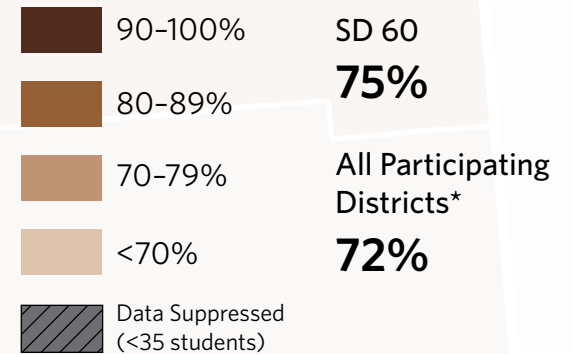 90–100%
80–89%
70–79%
<70%
Data Suppressed
(<35 students)
SD 60
75%
All Participating
Districts*
72%